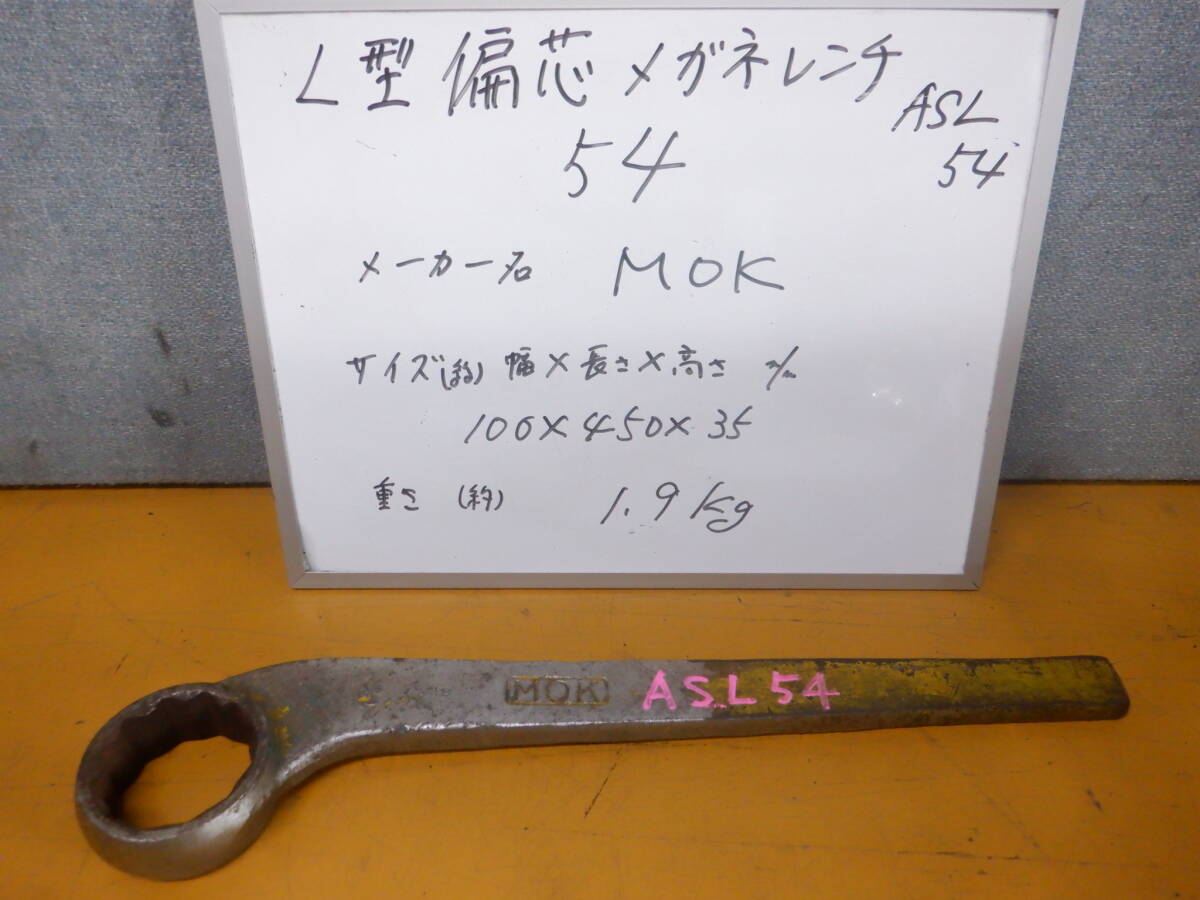 L型 偏芯 メガネレンチ
ASL
54
54
メーカー名 MOK
サイズ(約) 幅×長さ×高さ m/m
100×450×35
重さ (約) 1.9kg
MOK
ASL54